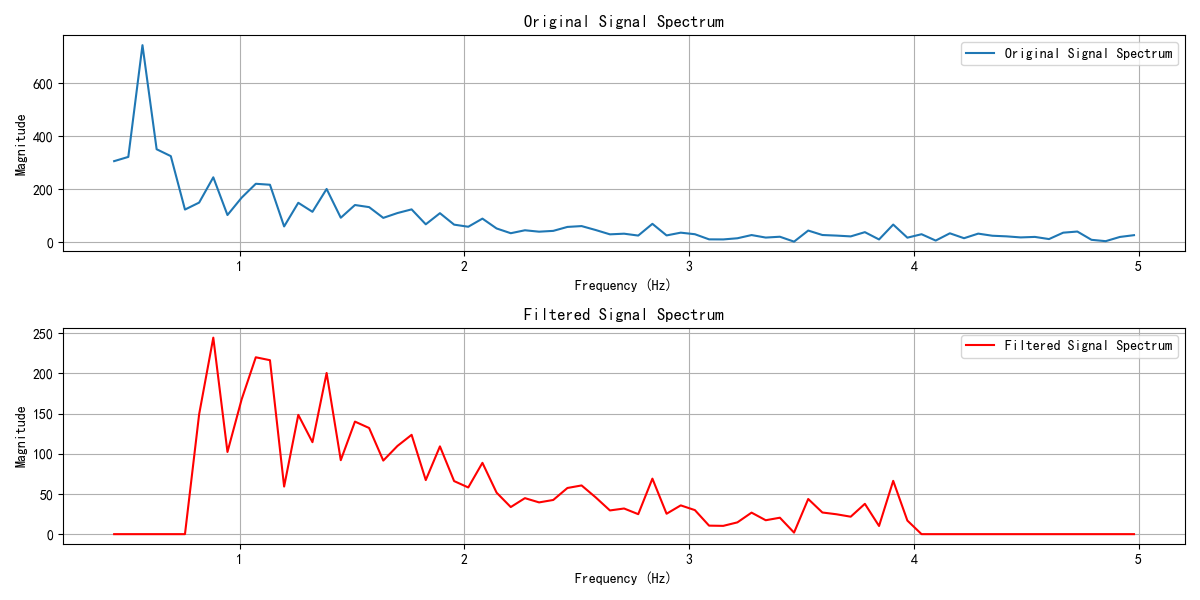 Original Signal Spectrum
Original Signal Spectrum
Magnitude
600
400
200
0
1 2 3 4 5
Frequency (Hz)
Filtered Signal Spectrum
Filtered Signal Spectrum
Magnitude
250
200
150
100
50
0
1 2 3 4 5
Frequency (Hz)